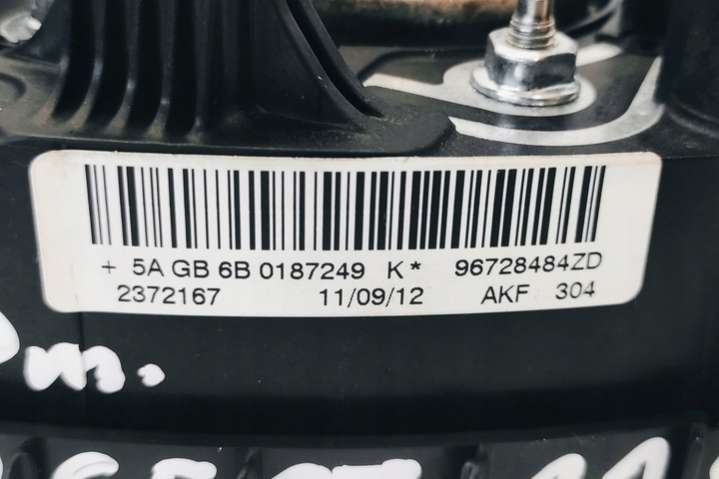 + 5A GB 6B 0187249 K* 96728484ZD
2372167 11/09/12 AKF 304